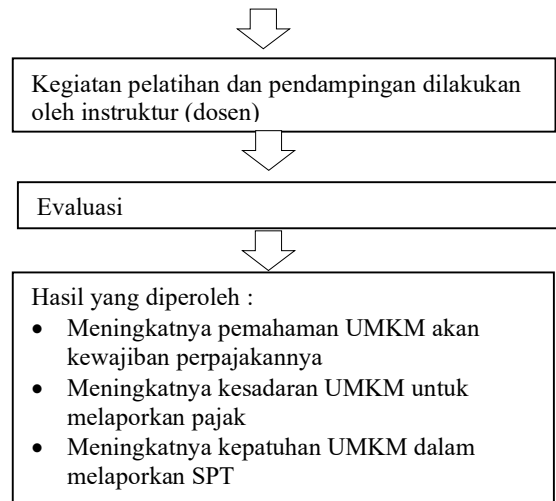 Kegiatan pelatihan dan pendampingan dilakukan
oleh instruktur (dosen)
Evaluasi
Hasil yang diperoleh :
• Meningkatnya pemahaman UMKM akan
kewajiban perpajakannya
• Meningkatnya kesadaran UMKM untuk
melaporkan pajak
• Meningkatnya kepatuhan UMKM dalam
melaporkan SPT